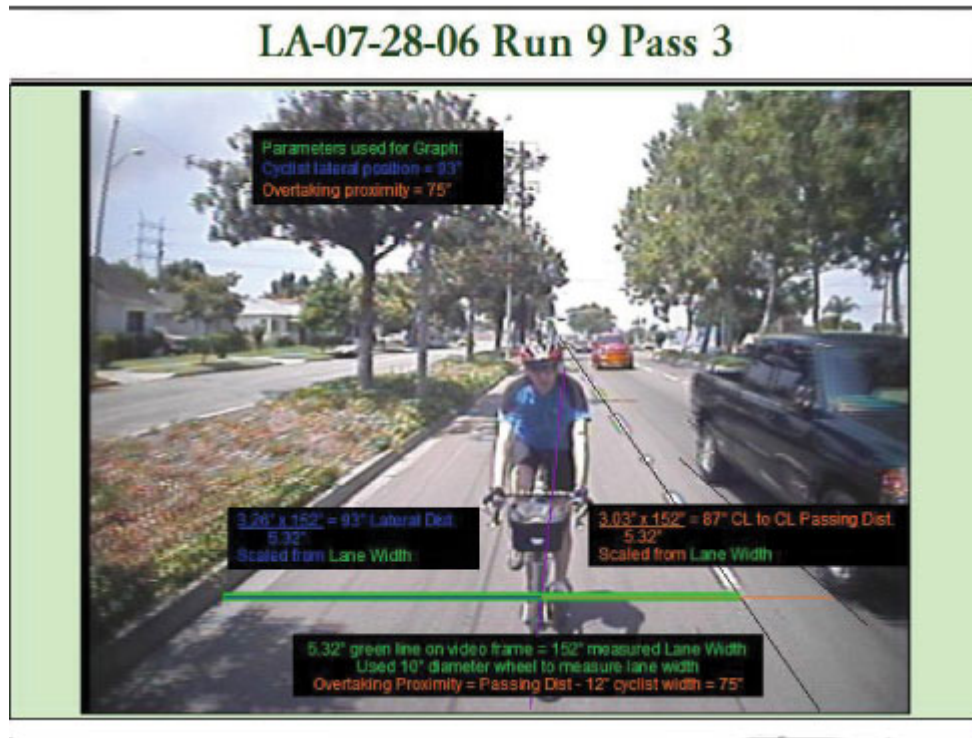 LA-07-28-06 Run 9 Pass 3
Parameters used for Graph:
Cyclist lateral position = 93"
Overtaking proximity = 75"
3.26" x 152" = 93" Lateral Dist.
5.32"
Scaled from Lane Width
3.03" x 152" = 87" CL to CL Passing Dist.
5.32"
Scaled from Lane Width
5.32" green line on video frame = 152" measured Lane Width
Used 10" diameter wheel to measure lane width
Overtaking Proximity = Passing Dist - 12" cyclist width = 75"